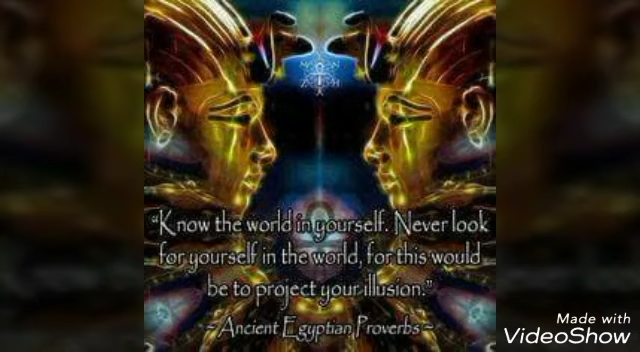 "Know the world in yourself. Never look
for yourself in the world, for this would
be to project your illusion."
~ Ancient Egyptian Proverbs ~
Made with
VideoShow